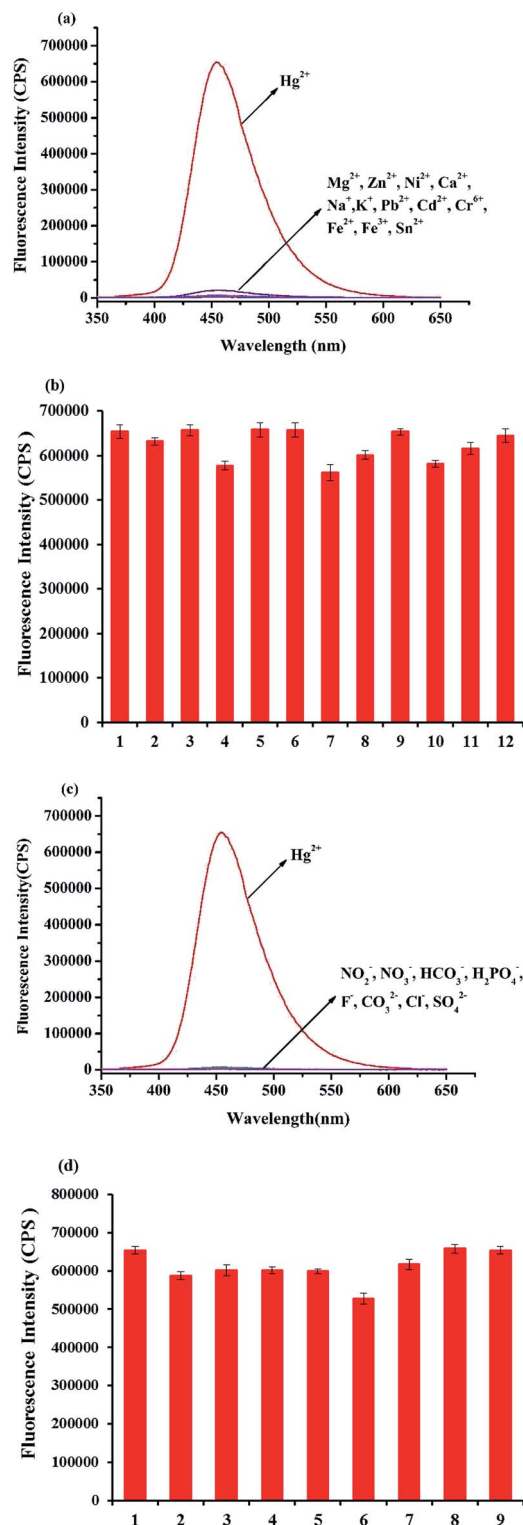 (a)
Fluorescence Intensity (CPS)
700000
600000
500000
400000
300000
200000
100000
0
Hg²⁺
Mg²⁺, Zn²⁺, Ni²⁺, Ca²⁺,
Na⁺,K⁺, Pb²⁺, Cd²⁺, Cr⁶⁺,
Fe²⁺, Fe³⁺, Sn²⁺
350 400 450 500 550 600 650
Wavelength (nm)
(b)
Fluorescence Intensity (CPS )
700000
600000
500000
400000
300000
200000
100000
0
1 2 3 4 5 6 7 8 9 10 11 12
(c)
Fluorescence Intensity(CPS)
700000
600000
500000
400000
300000
200000
100000
0
Hg²⁺
NO₂⁻, NO₃⁻, HCO₃⁻, H₂PO₄⁻,
F⁻, CO₃²⁻, Cl⁻, SO₄²⁻
350 400 450 500 550 600 650
Wavelength(nm)
(d)
Fluorescence Intensity (CPS)
800000
700000
600000
500000
400000
300000
200000
100000
0
1 2 3 4 5 6 7 8 9